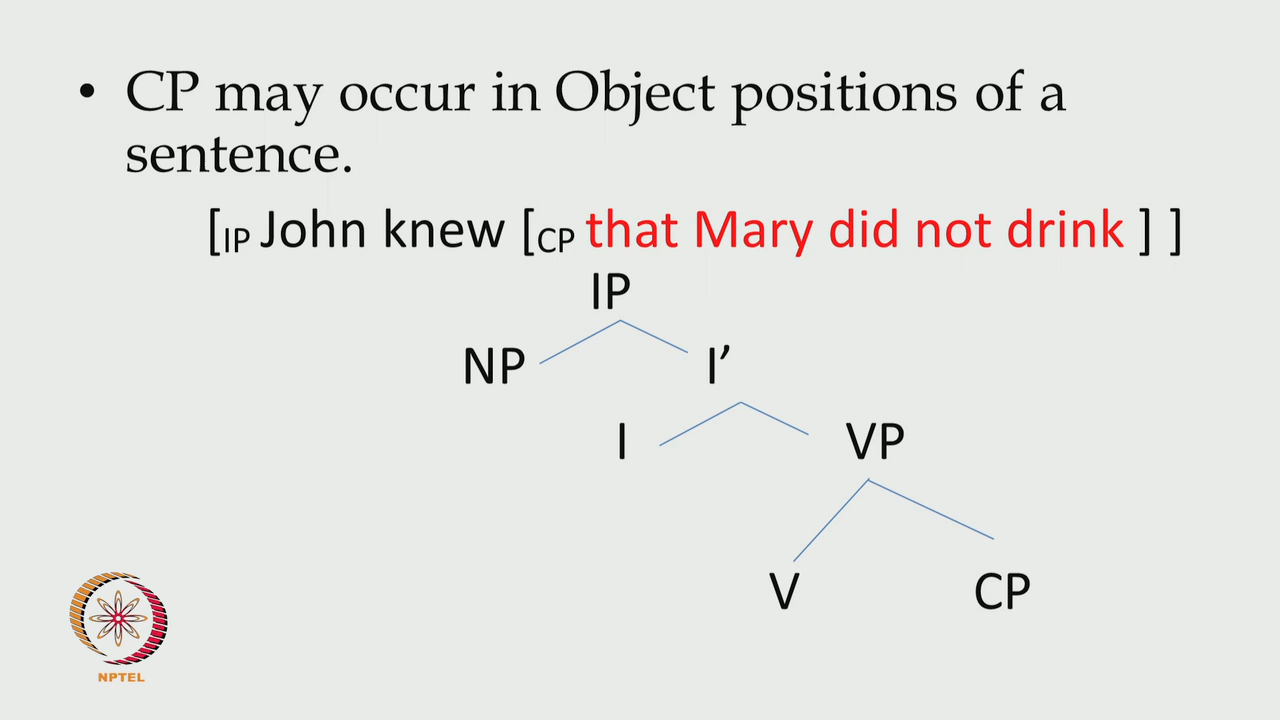 • CP may occur in Object positions of a
sentence.
[IP John knew [CP that Mary did not drink ] ]
IP
NP I’
I VP
V CP
NPTEL